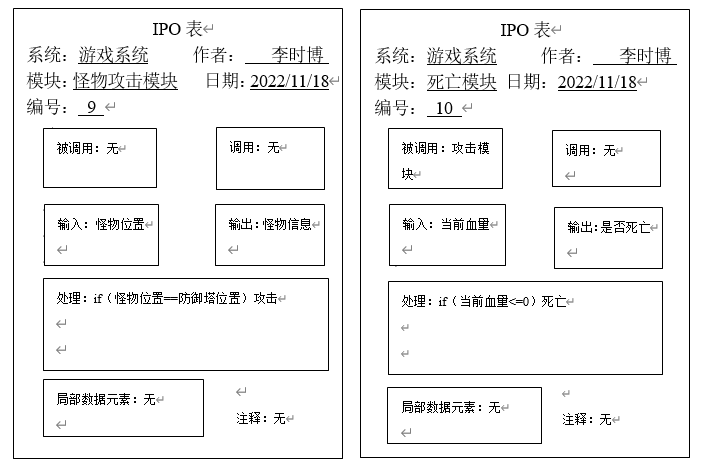 IPO 表
系统：游戏系统 作者： 李时博
模块：怪物攻击模块 日期：2022/11/18
编号： 9
被调用：无
调用：无
输入：怪物位置
输出：怪物信息
处理：if（怪物位置==防御塔位置）攻击
局部数据元素：无
注释：无
IPO 表
系统：游戏系统 作者： 李时博
模块：死亡模块 日期：2022/11/18
编号： 10
被调用：攻击模
块
调用：无
输入：当前血量
输出：是否死亡
处理：if（当前血量<=0）死亡
局部数据元素：无
注释：无